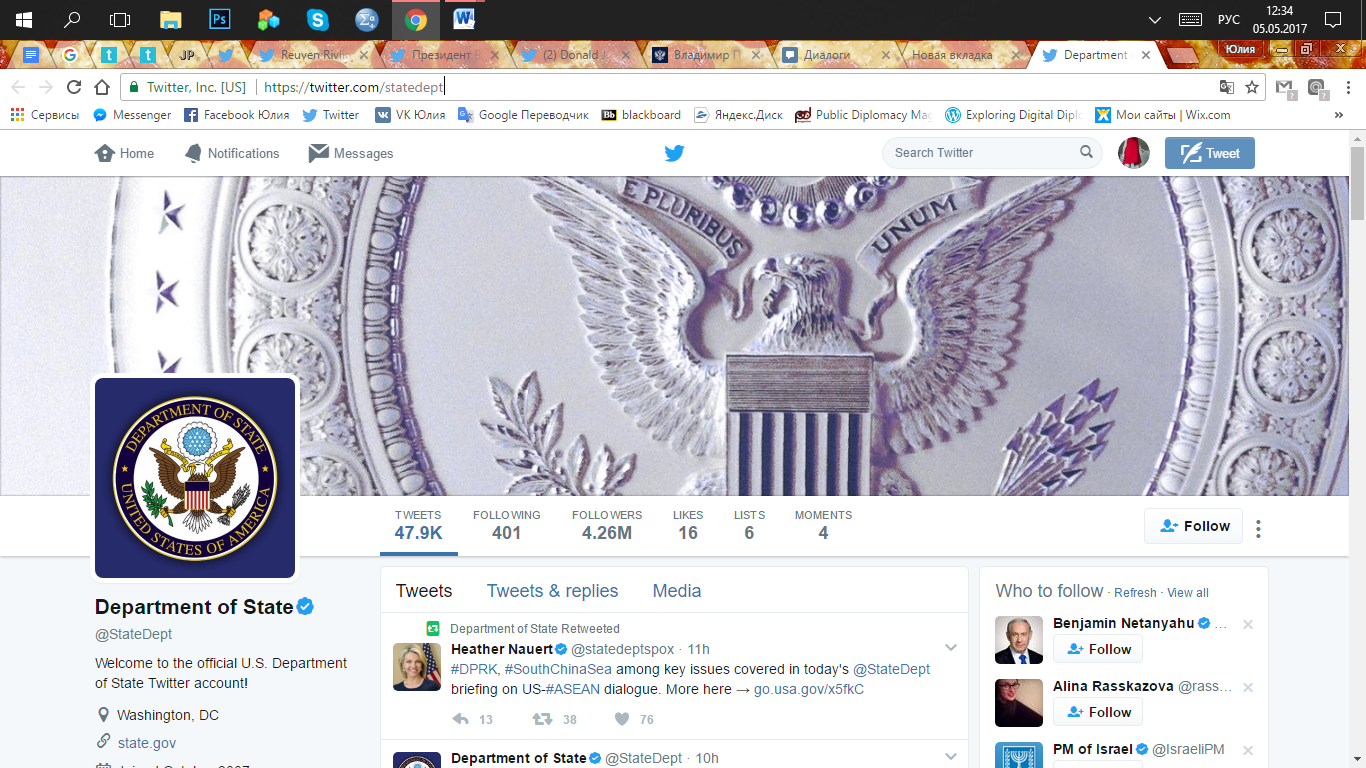 РУС
12:34
05.05.2017
JP
Reuven Rivlin
Президент
(2) Donald J
Владимир П
Диалоги
Новая вкладка
Department
Юлия
Twitter, Inc. [US]
https://twitter.com/statedept
Сервисы
Messenger
Facebook Юлия
Twitter
VK Юлия
Google Переводчик
blackboard
Яндекс.Диск
Public Diplomacy Mag
Exploring Digital Dipl
Мои сайты | Wix.com
Home
Notifications
Messages
Search Twitter
Tweet
E PLURIBUS
UNUM
DEPARTMENT OF STATE
UNITED STATES OF AMERICA
TWEETS
47.9K
FOLLOWING
401
FOLLOWERS
4.26M
LIKES
16
LISTS
6
MOMENTS
4
Follow
Department of State
@StateDept
Welcome to the official U.S. Department
of State Twitter account!
Washington, DC
state.gov
Tweets
Tweets & replies
Media
Department of State Retweeted
Heather Nauert @statedeptspox · 11h
#DPRK, #SouthChinaSea among key issues covered in today's @StateDept
briefing on US-#ASEAN dialogue. More here → go.usa.gov/x5fkC
13
38
76
Department of State @StateDept · 10h
Who to follow · Refresh · View all
Benjamin Netanyahu ...
Follow
Alina Rasskazova @rass...
Follow
PM of Israel @IsraeliPM